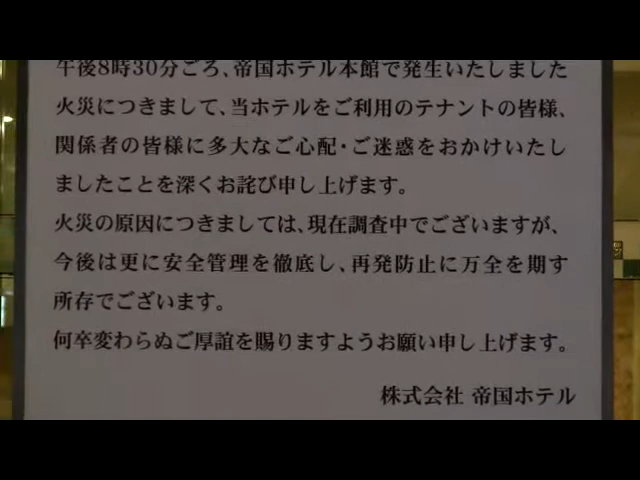 午後8時30分ごろ、帝国ホテル本館で発生いたしました
火災につきまして、当ホテルをご利用のテナントの皆様、
関係者の皆様に多大なご心配・ご迷惑をおかけいたし
ましたことを深くお詫び申し上げます。
火災の原因につきましては、現在調査中でございますが、
今後は更に安全管理を徹底し、再発防止に万全を期す
所存でございます。
何卒変わらぬご厚誼を賜りますようお願い申し上げます。
株式会社 帝国ホテル